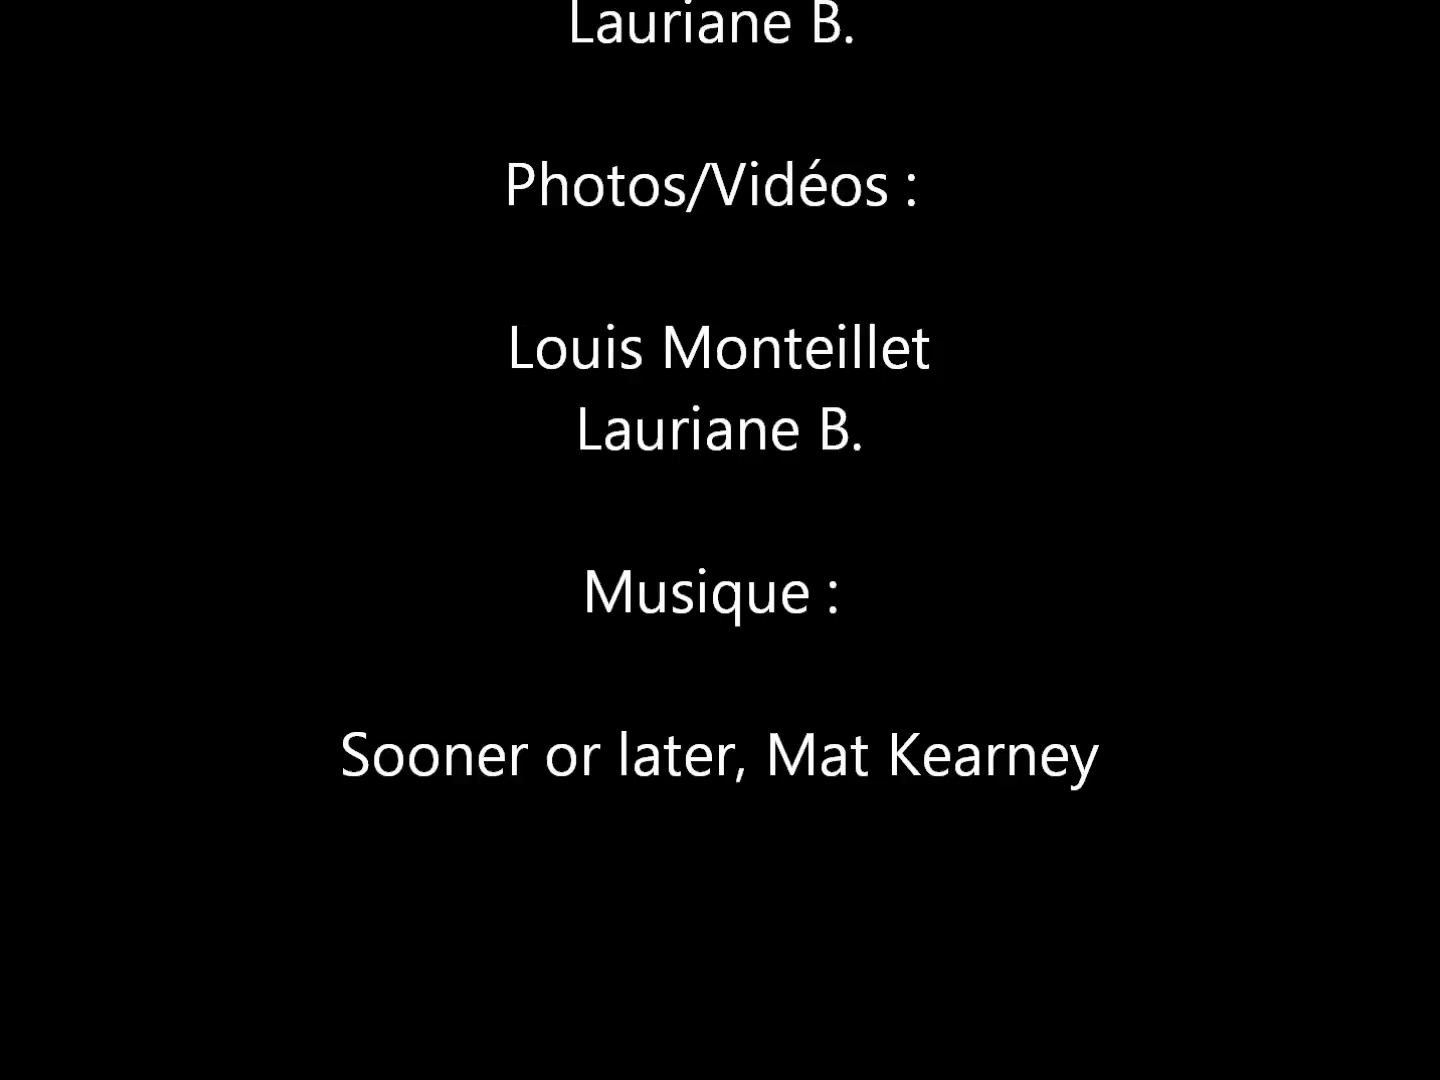 Lauriane B.
Photos/Vidéos :
Louis Monteillet
Lauriane B.
Musique :
Sooner or later, Mat Kearney